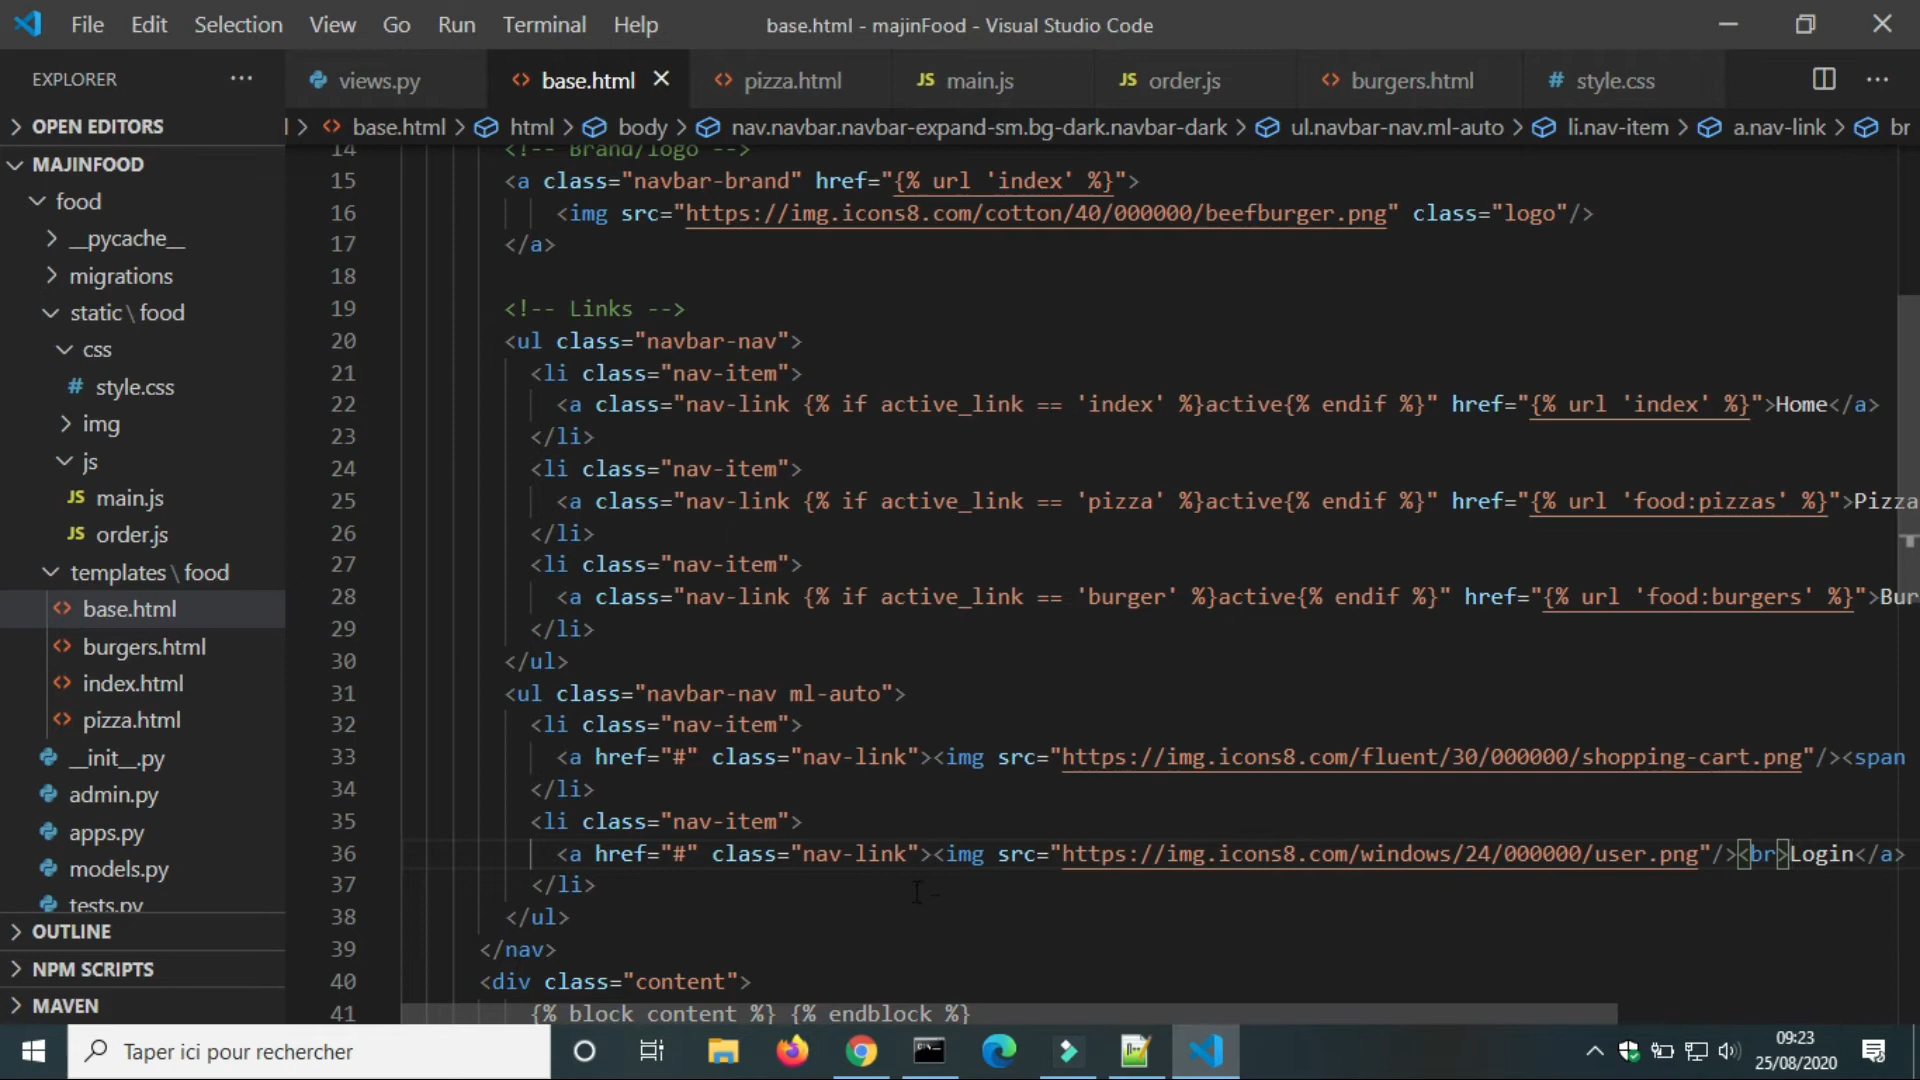 File Edit Selection View Go Run Terminal Help base.html - majinFood - Visual Studio Code
EXPLORER ···
views.py base.html pizza.html JS main.js JS order.js burgers.html # style.css
OPEN EDITORS
base.html > html > body > nav.navbar.navbar-expand-sm.bg-dark.navbar-dark > ul.navbar-nav.ml-auto > li.nav-item > a.nav-link > br
MAJINFOOD
food
__pycache__
migrations
static\food
css
# style.css
img
js
JS main.js
JS order.js
templates\food
base.html
burgers.html
index.html
pizza.html
__init__.py
admin.py
apps.py
models.py
tests.py
OUTLINE
NPM SCRIPTS
MAVEN
14 <!-- Brand/logo -->
15 <a class="navbar-brand" href="{% url 'index' %}">
16 <img src="https://img.icons8.com/cotton/40/000000/beefburger.png" class="logo"/>
17 </a>
18
19 <!-- Links -->
20 <ul class="navbar-nav">
21 <li class="nav-item">
22 <a class="nav-link {% if active_link == 'index' %}active{% endif %}" href="{% url 'index' %}">Home</a>
23 </li>
24 <li class="nav-item">
25 <a class="nav-link {% if active_link == 'pizza' %}active{% endif %}" href="{% url 'food:pizzas' %}">Pizza
26 </li>
27 <li class="nav-item">
28 <a class="nav-link {% if active_link == 'burger' %}active{% endif %}" href="{% url 'food:burgers' %}">Bur
29 </li>
30 </ul>
31 <ul class="navbar-nav ml-auto">
32 <li class="nav-item">
33 <a href="#" class="nav-link"><img src="https://img.icons8.com/fluent/30/000000/shopping-cart.png"/><span
34 </li>
35 <li class="nav-item">
36 <a href="#" class="nav-link"><img src="https://img.icons8.com/windows/24/000000/user.png"/><br>Login</a>
37 </li>
38 </ul>
39 </nav>
40 <div class="content">
41 {% block content %} {% endblock %}
Taper ici pour rechercher
09:23
25/08/2020